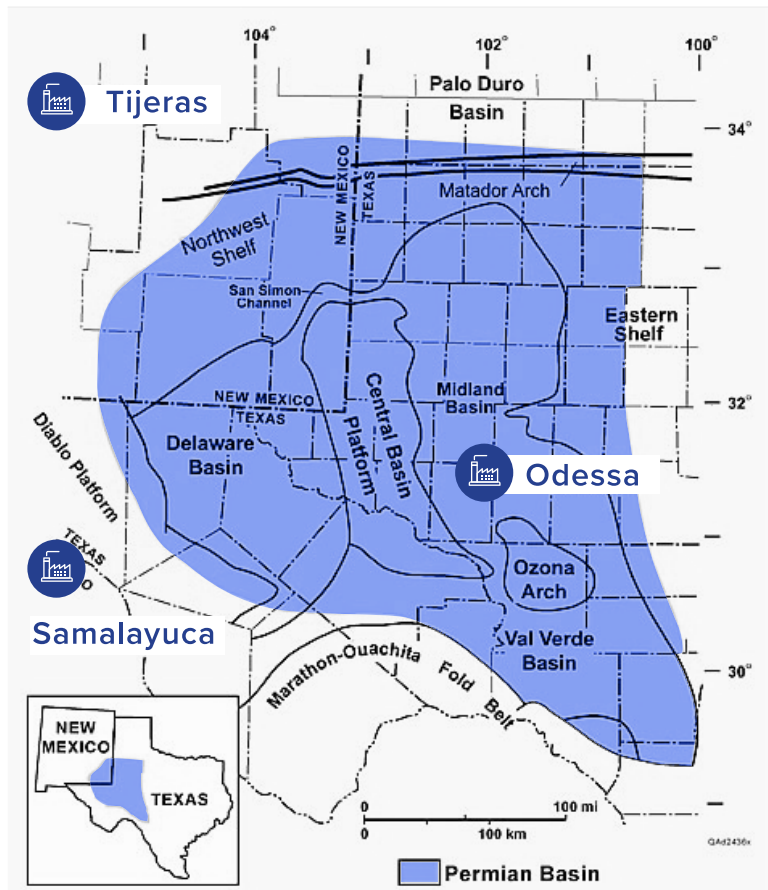 104°
102°
100°
Tijeras
Palo Duro
Basin
34°
NEW MEXICO
TEXAS
Matador Arch
Northwest
Shelf
San Simon
Channel
Eastern
Shelf
NEW MEXICO
TEXAS
Midland
Basin
32°
Central Basin
Platform
Delaware
Basin
Diablo Platform
Odessa
TEXAS
O
Ozona
Arch
Samalayuca
Val Verde
Basin
Marathon-Ouachita Fold Belt
30°
NEW
MEXICO
TEXAS
0 100 mi
0 100 km
QAd2436x
Permian Basin